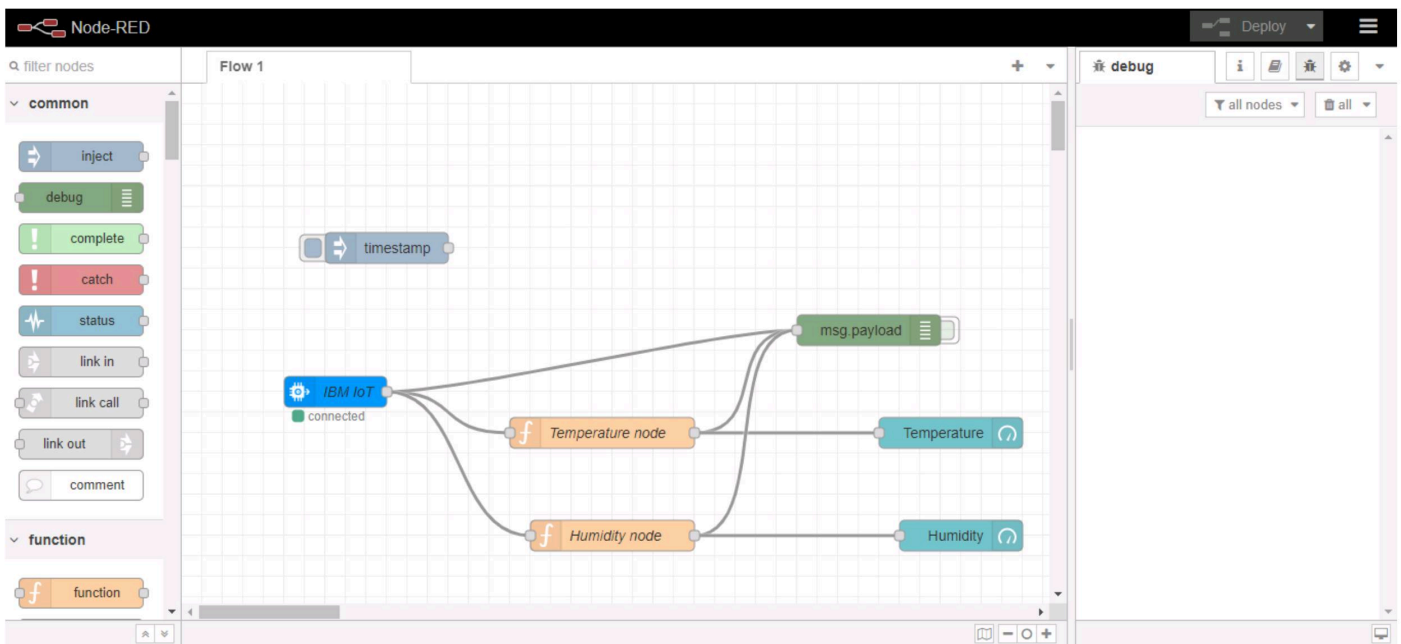 Node-RED
Deploy
filter nodes
Flow 1
debug
i
all nodes
all
common
inject
debug
complete
catch
status
link in
link call
link out
comment
function
function
timestamp
msg.payload
IBM IoT
connected
Temperature node
Temperature
Humidity node
Humidity